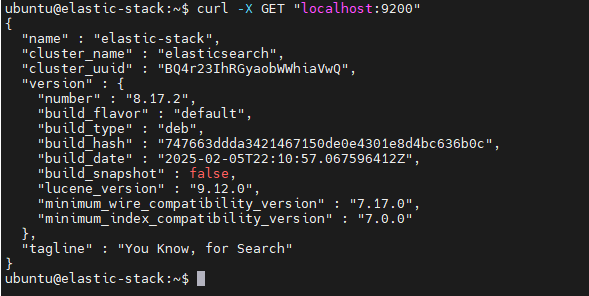 ubuntu@elastic-stack:~$ curl -X GET "localhost:9200"
{
  "name" : "elastic-stack",
  "cluster_name" : "elasticsearch",
  "cluster_uuid" : "BQ4r23IhRGyaobWWhiaVwQ",
  "version" : {
    "number" : "8.17.2",
    "build_flavor" : "default",
    "build_type" : "deb",
    "build_hash" : "747663ddda3421467150de0e4301e8d4bc636b0c",
    "build_date" : "2025-02-05T22:10:57.067596412Z",
    "build_snapshot" : false,
    "lucene_version" : "9.12.0",
    "minimum_wire_compatibility_version" : "7.17.0",
    "minimum_index_compatibility_version" : "7.0.0"
  },
  "tagline" : "You Know, for Search"
}
ubuntu@elastic-stack:~$